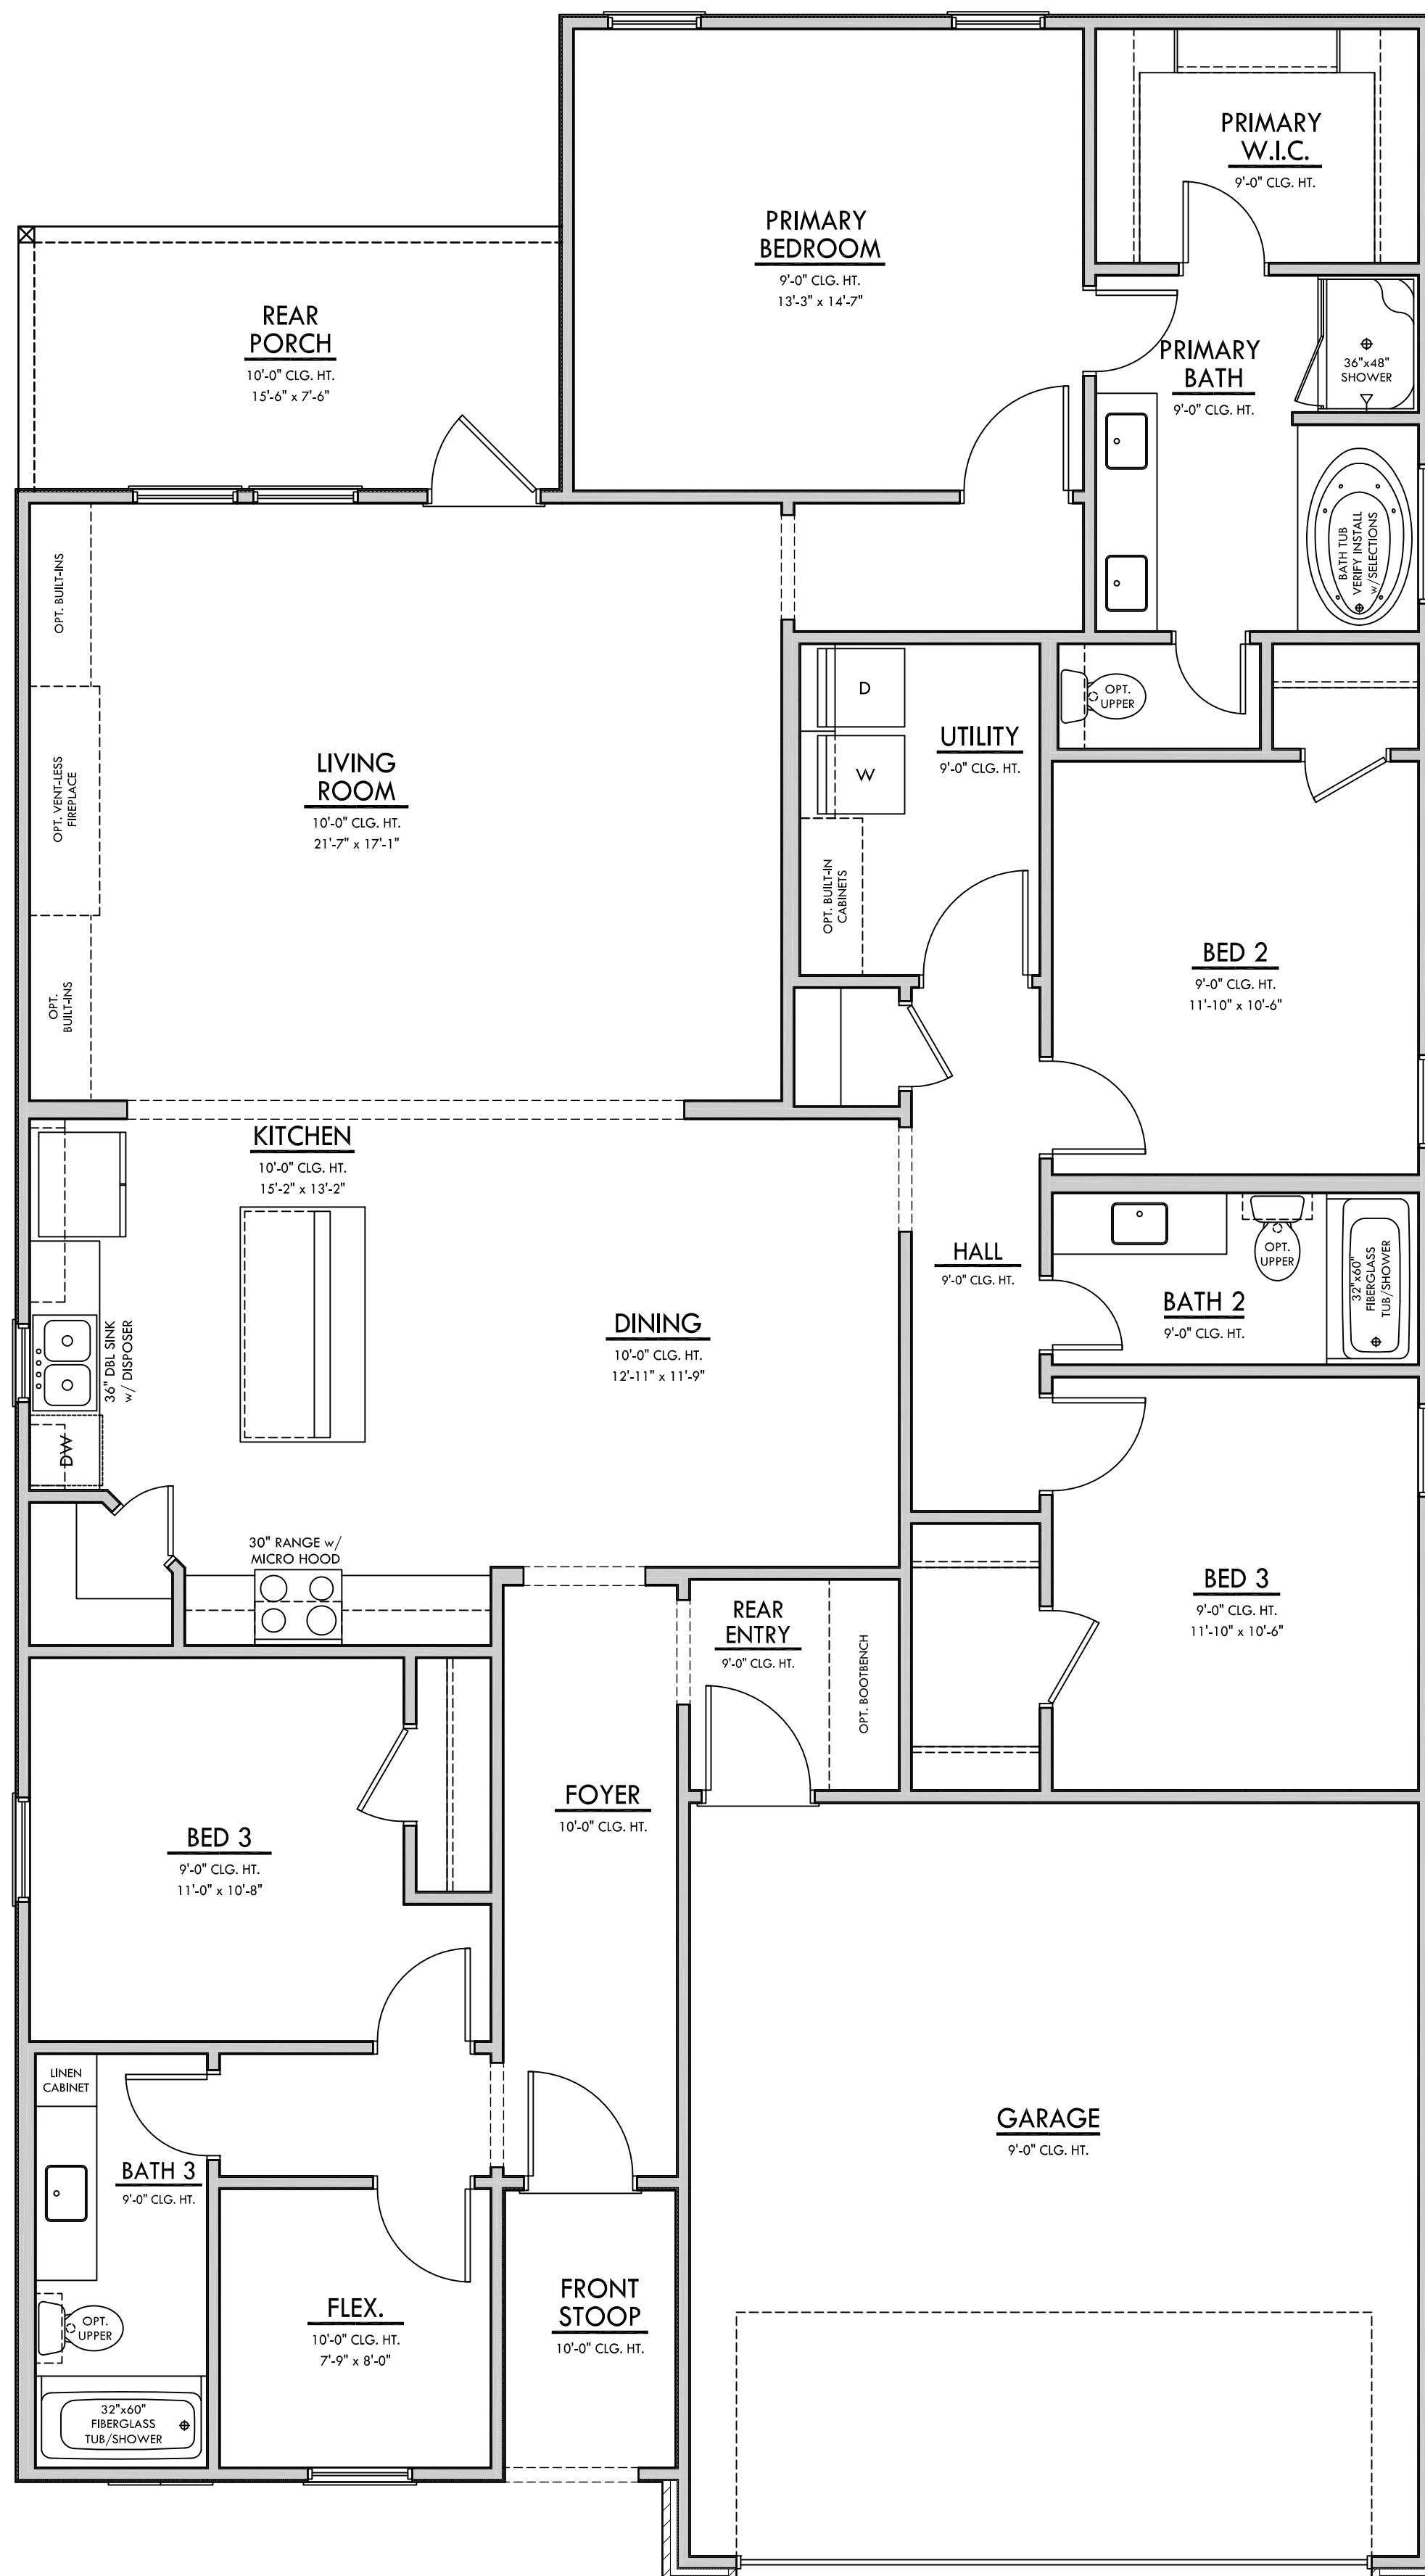 PRIMARY
W.I.C.
9'-0" CLG. HT.
PRIMARY
BEDROOM
9'-0" CLG. HT.
13'-3" x 14'-7"
REAR
PORCH
10'-0" CLG. HT.
15'-6" x 7'-6"
PRIMARY
BATH
9'-0" CLG. HT.
36"x48"
SHOWER
BATH TUB
VERIFY INSTALL
w/SELECTIONS
OPT. BUILT-INS
OPT. VENT-LESS
FIREPLACE
OPT.
BUILT-INS
LIVING
ROOM
10'-0" CLG. HT.
21'-7" x 17'-1"
D
W
UTILITY
9'-0" CLG. HT.
OPT. BUILT-IN
CABINETS
OPT.
UPPER
BED 2
9'-0" CLG. HT.
11'-10" x 10'-6"
KITCHEN
10'-0" CLG. HT.
15'-2" x 13'-2"
36" DBL SINK
w/ DISPOSER
DW
DINING
10'-0" CLG. HT.
12'-11" x 11'-9"
HALL
9'-0" CLG. HT.
OPT.
UPPER
BATH 2
9'-0" CLG. HT.
32"x60"
FIBERGLASS
TUB/SHOWER
30" RANGE w/
MICRO HOOD
REAR
ENTRY
9'-0" CLG. HT.
OPT. BOOTBENCH
BED 3
9'-0" CLG. HT.
11'-10" x 10'-6"
BED 3
9'-0" CLG. HT.
11'-0" x 10'-8"
FOYER
10'-0" CLG. HT.
LINEN
CABINET
BATH 3
9'-0" CLG. HT.
OPT.
UPPER
32"x60"
FIBERGLASS
TUB/SHOWER
FLEX.
10'-0" CLG. HT.
7'-9" x 8'-0"
FRONT
STOOP
10'-0" CLG. HT.
GARAGE
9'-0" CLG. HT.